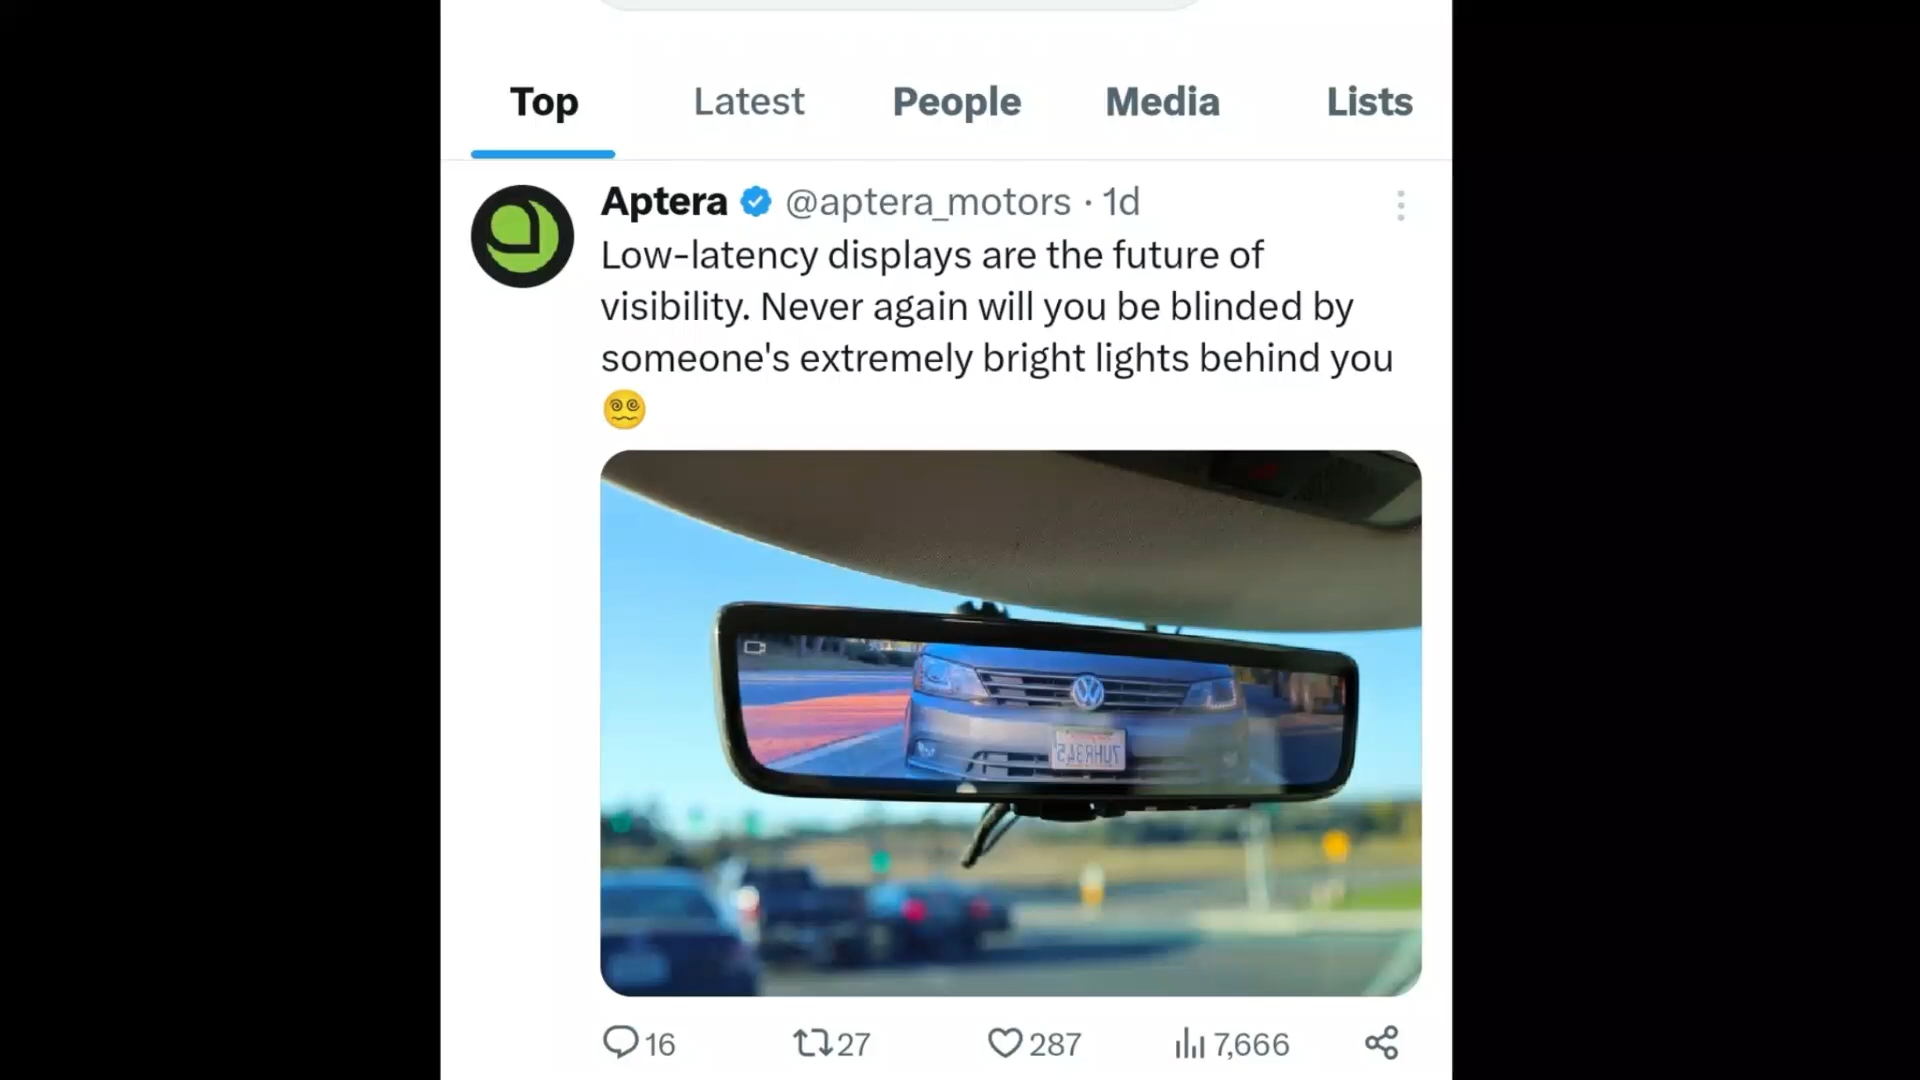 Top Latest People Media Lists
Aptera @aptera_motors · 1d
Low-latency displays are the future of
visibility. Never again will you be blinded by
someone's extremely bright lights behind you
😵‍💫
16 27 287 7,666